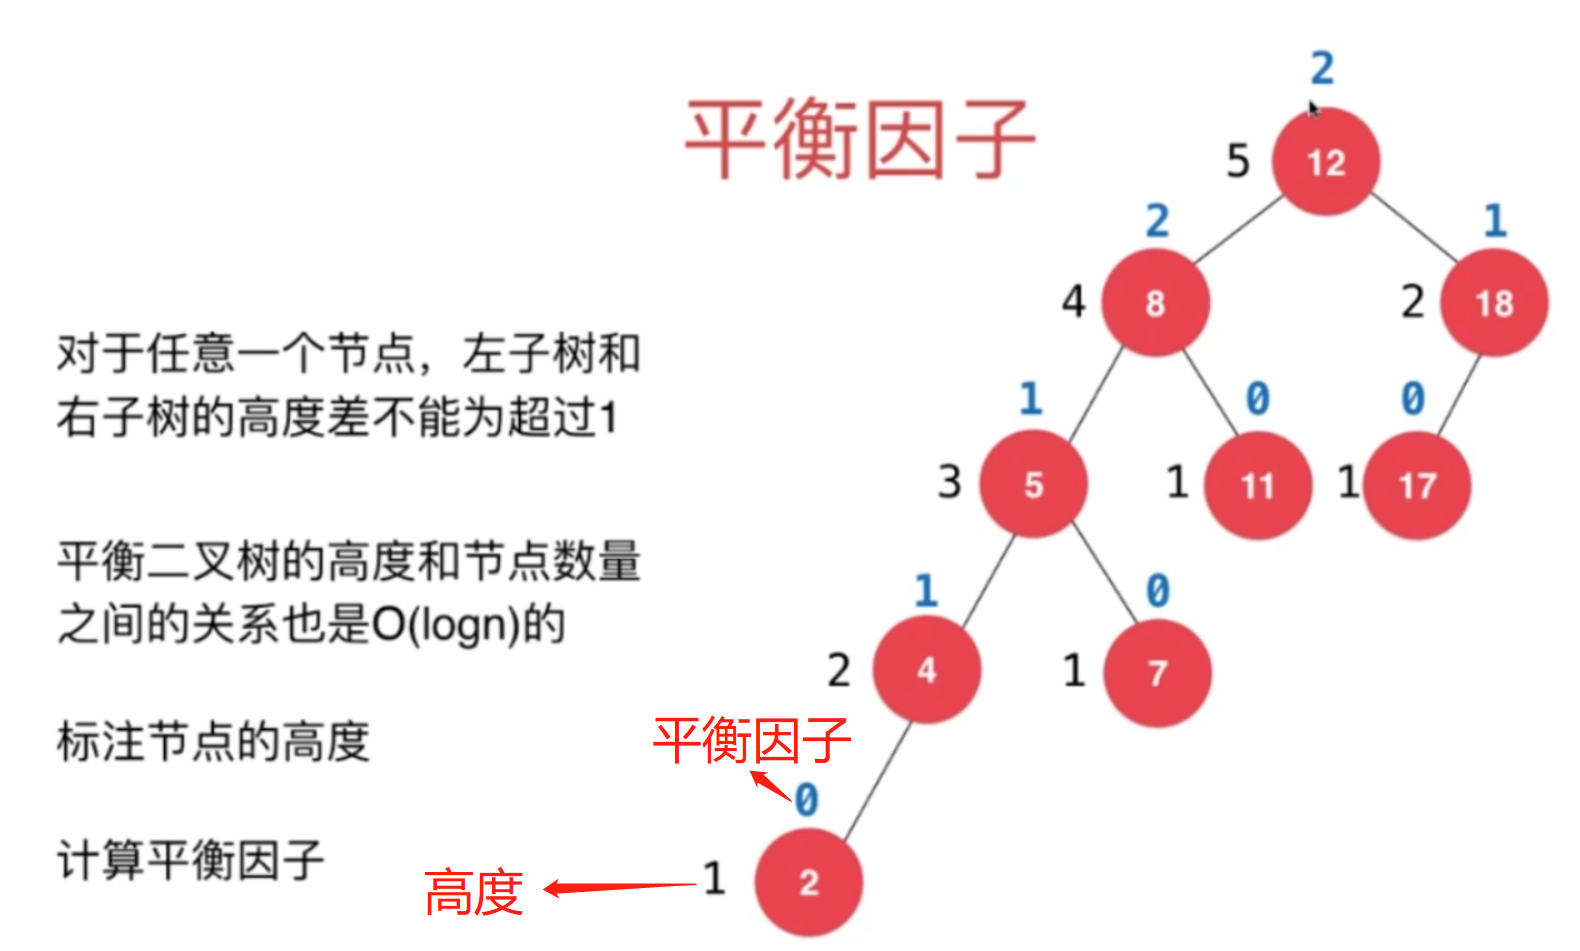 平衡因子
对于任意一个节点，左子树和
右子树的高度差不能为超过1
平衡二叉树的高度和节点数量
之间的关系也是O(logn)的
标注节点的高度
计算平衡因子
2
5 12
2 1
4 8 2 18
1 0 0
3 5 1 11 1 17
1 0
2 4 1 7
平衡因子
0
高度 1 2